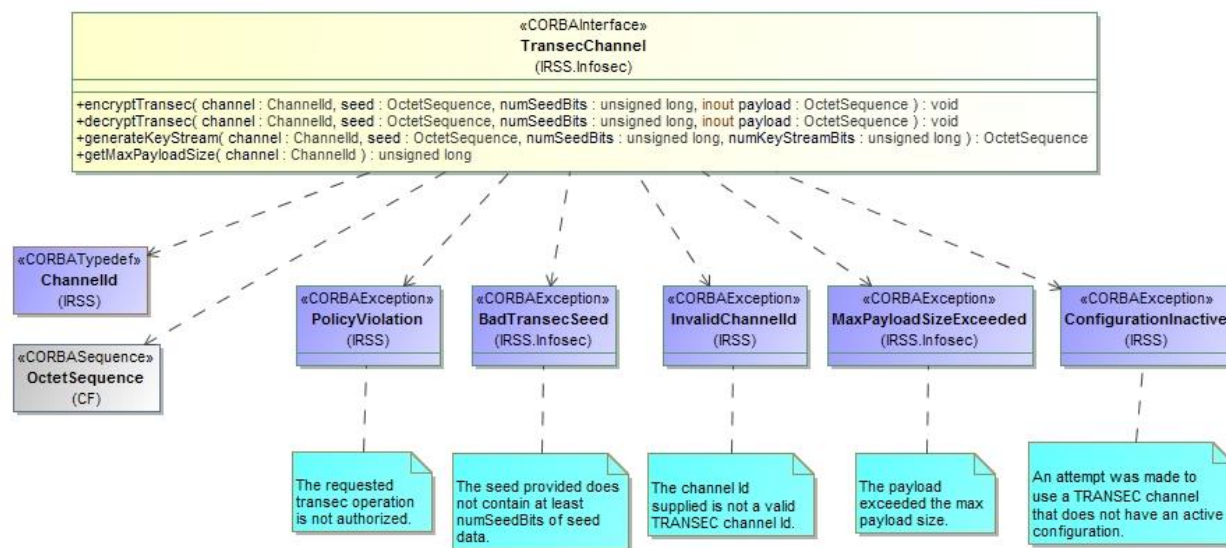 «CORBAInterface»
TransecChannel
(IRSS.Infosec)
+encryptTransec( channel : ChannelId, seed : OctetSequence, numSeedBits : unsigned long, inout payload : OctetSequence ) : void
+decryptTransec( channel : ChannelId, seed : OctetSequence, numSeedBits : unsigned long, inout payload : OctetSequence ) : void
+generateKeyStream( channel : ChannelId, seed : OctetSequence, numSeedBits : unsigned long, numKeyStreamBits : unsigned long ) : OctetSequence
+getMaxPayloadSize( channel : ChannelId ) : unsigned long
«CORBATypedef»
ChannelId
(IRSS)
«CORBASequence»
OctetSequence
(CF)
«CORBAException»
PolicyViolation
(IRSS)
«CORBAException»
BadTransecSeed
(IRSS.Infosec)
«CORBAException»
InvalidChannelId
(IRSS)
«CORBAException»
MaxPayloadSizeExceeded
(IRSS.Infosec)
«CORBAException»
ConfigurationInactive
(IRSS)
The requested
transec operation
is not authorized.
The seed provided does
not contain at least
numSeedBits of seed
data.
The channel Id
supplied is not a valid
TRANSEC channel Id.
The payload
exceeded the max
payload size.
An attempt was made to
use a TRANSEC channel
that does not have an active
configuration.